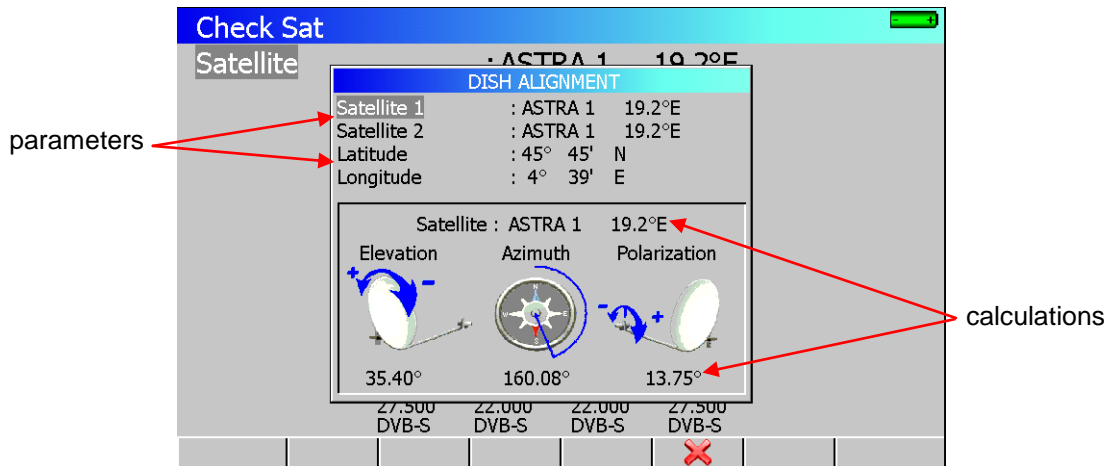 Check Sat
- +
Satellite : ASTRA 1 19.2°E
DISH ALIGNMENT
Satellite 1 : ASTRA 1 19.2°E
Satellite 2 : ASTRA 1 19.2°E
parameters
Latitude : 45° 45' N
Longitude : 4° 39' E
Satellite : ASTRA 1 19.2°E
Elevation Azimuth Polarization
+ - N W E S - +
calculations
35.40° 160.08° 13.75°
27.500 22.000 22.000 27.500
DVB-S DVB-S DVB-S DVB-S